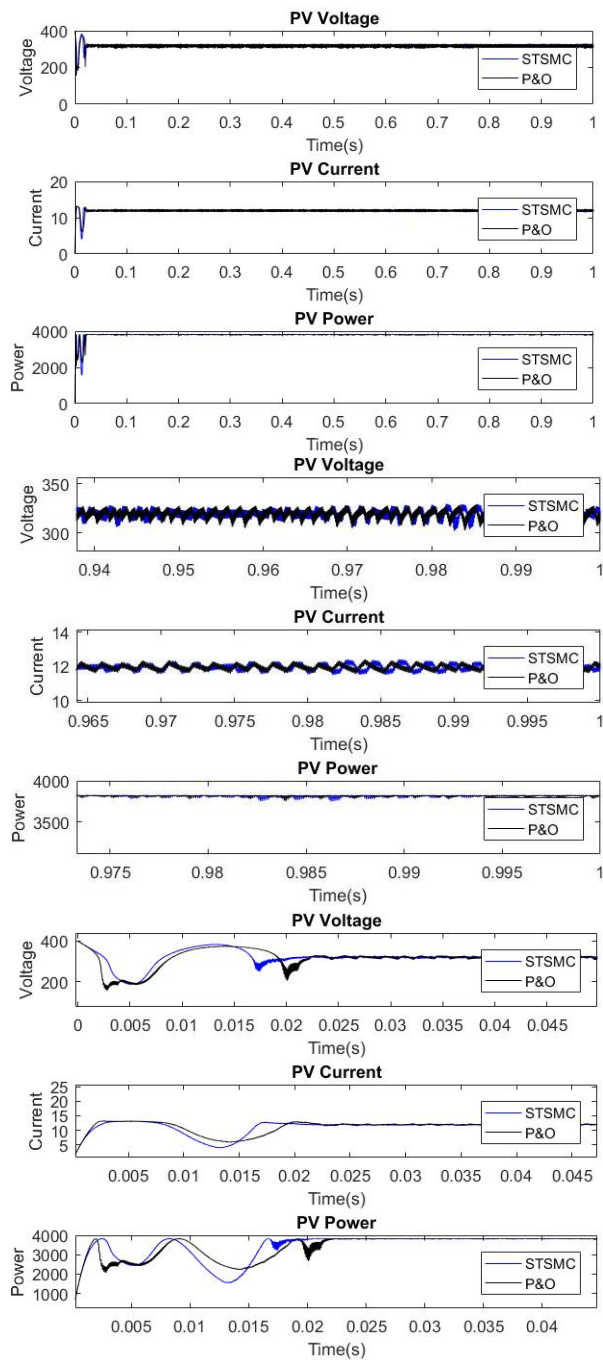 PV Voltage
400
200
0
Voltage
STSMC
P&O
0 0.1 0.2 0.3 0.4 0.5 0.6 0.7 0.8 0.9 1
Time(s)
PV Current
20
10
0
Current
STSMC
P&O
0 0.1 0.2 0.3 0.4 0.5 0.6 0.7 0.8 0.9 1
Time(s)
PV Power
4000
2000
0
Power
STSMC
P&O
0 0.1 0.2 0.3 0.4 0.5 0.6 0.7 0.8 0.9 1
Time(s)
PV Voltage
350
300
Voltage
STSMC
P&O
0.94 0.95 0.96 0.97 0.98 0.99 1
Time(s)
PV Current
14
12
10
Current
STSMC
P&O
0.965 0.97 0.975 0.98 0.985 0.99 0.995 1
Time(s)
PV Power
4000
3500
Power
STSMC
P&O
0.975 0.98 0.985 0.99 0.995 1
Time(s)
PV Voltage
400
200
Voltage
STSMC
P&O
0 0.005 0.01 0.015 0.02 0.025 0.03 0.035 0.04 0.045
Time(s)
PV Current
25
20
15
10
5
Current
STSMC
P&O
0.005 0.01 0.015 0.02 0.025 0.03 0.035 0.04 0.045
Time(s)
PV Power
4000
3000
2000
1000
Power
STSMC
P&O
0.005 0.01 0.015 0.02 0.025 0.03 0.035 0.04
Time(s)